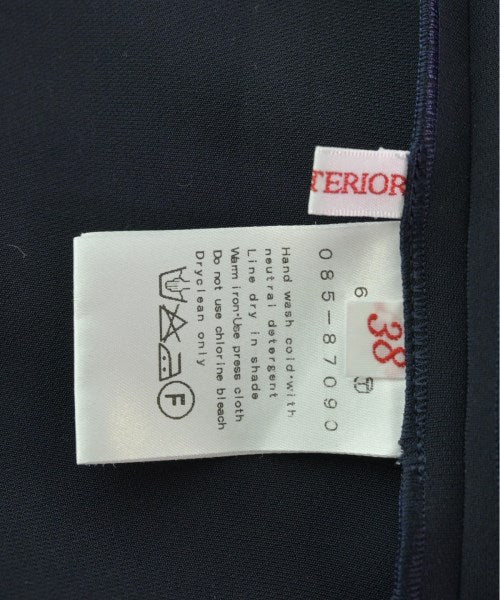 TERIOR
38
6
085-87090
Hand wash cold·with
neutral detergent
Line dry in shade
Warm iron·Use press cloth
Do not use chlorine bleach
Dryclean only
F